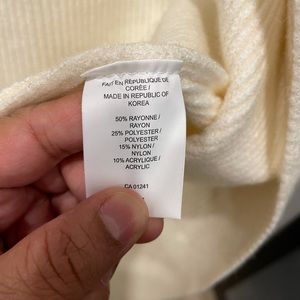 FAIT EN RÉPUBLIQUE DE
CORÉE /
MADE IN REPUBLIC OF
KOREA
50% RAYONNE /
RAYON
25% POLYESTER /
POLYESTER
15% NYLON /
NYLON
10% ACRYLIQUE /
ACRYLIC
CA 01241